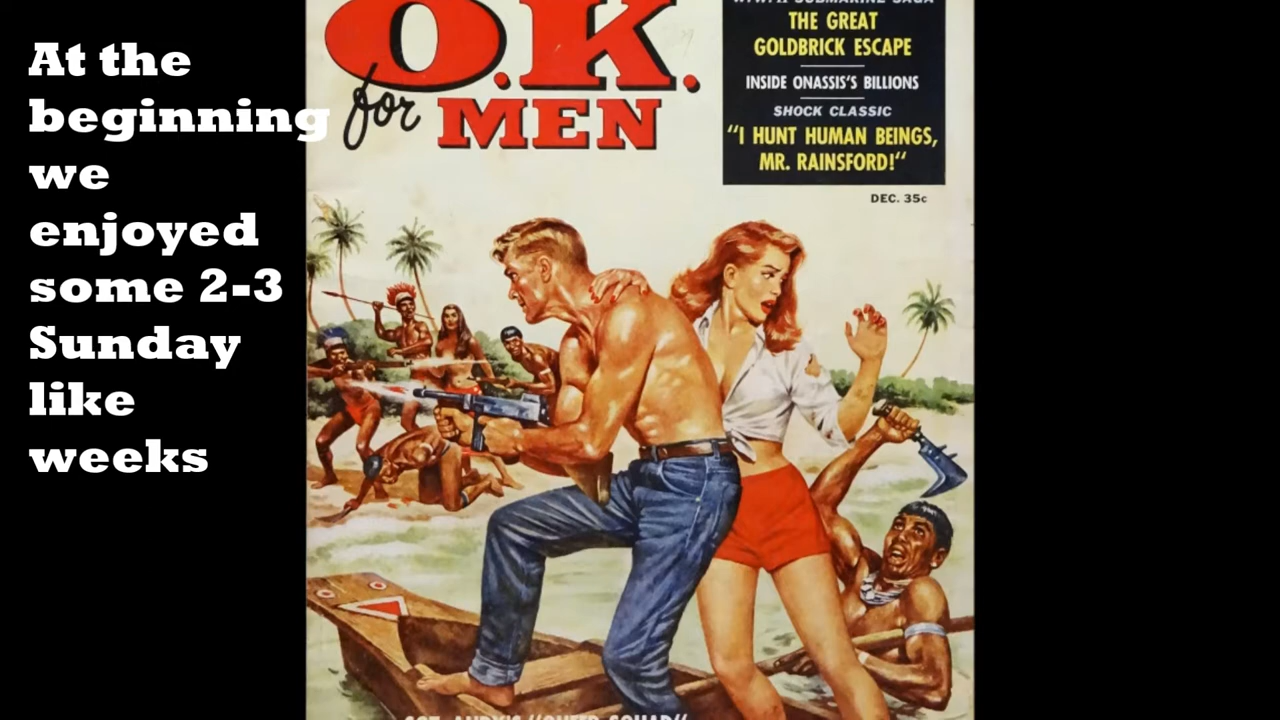 At the
beginning
we
enjoyed
some 2-3
Sunday
like
weeks
O.K.
for MEN
THE GREAT
GOLDBRICK ESCAPE
INSIDE ONASSIS'S BILLIONS
SHOCK CLASSIC
"I HUNT HUMAN BEINGS,
MR. RAINSFORD!"
DEC. 35c